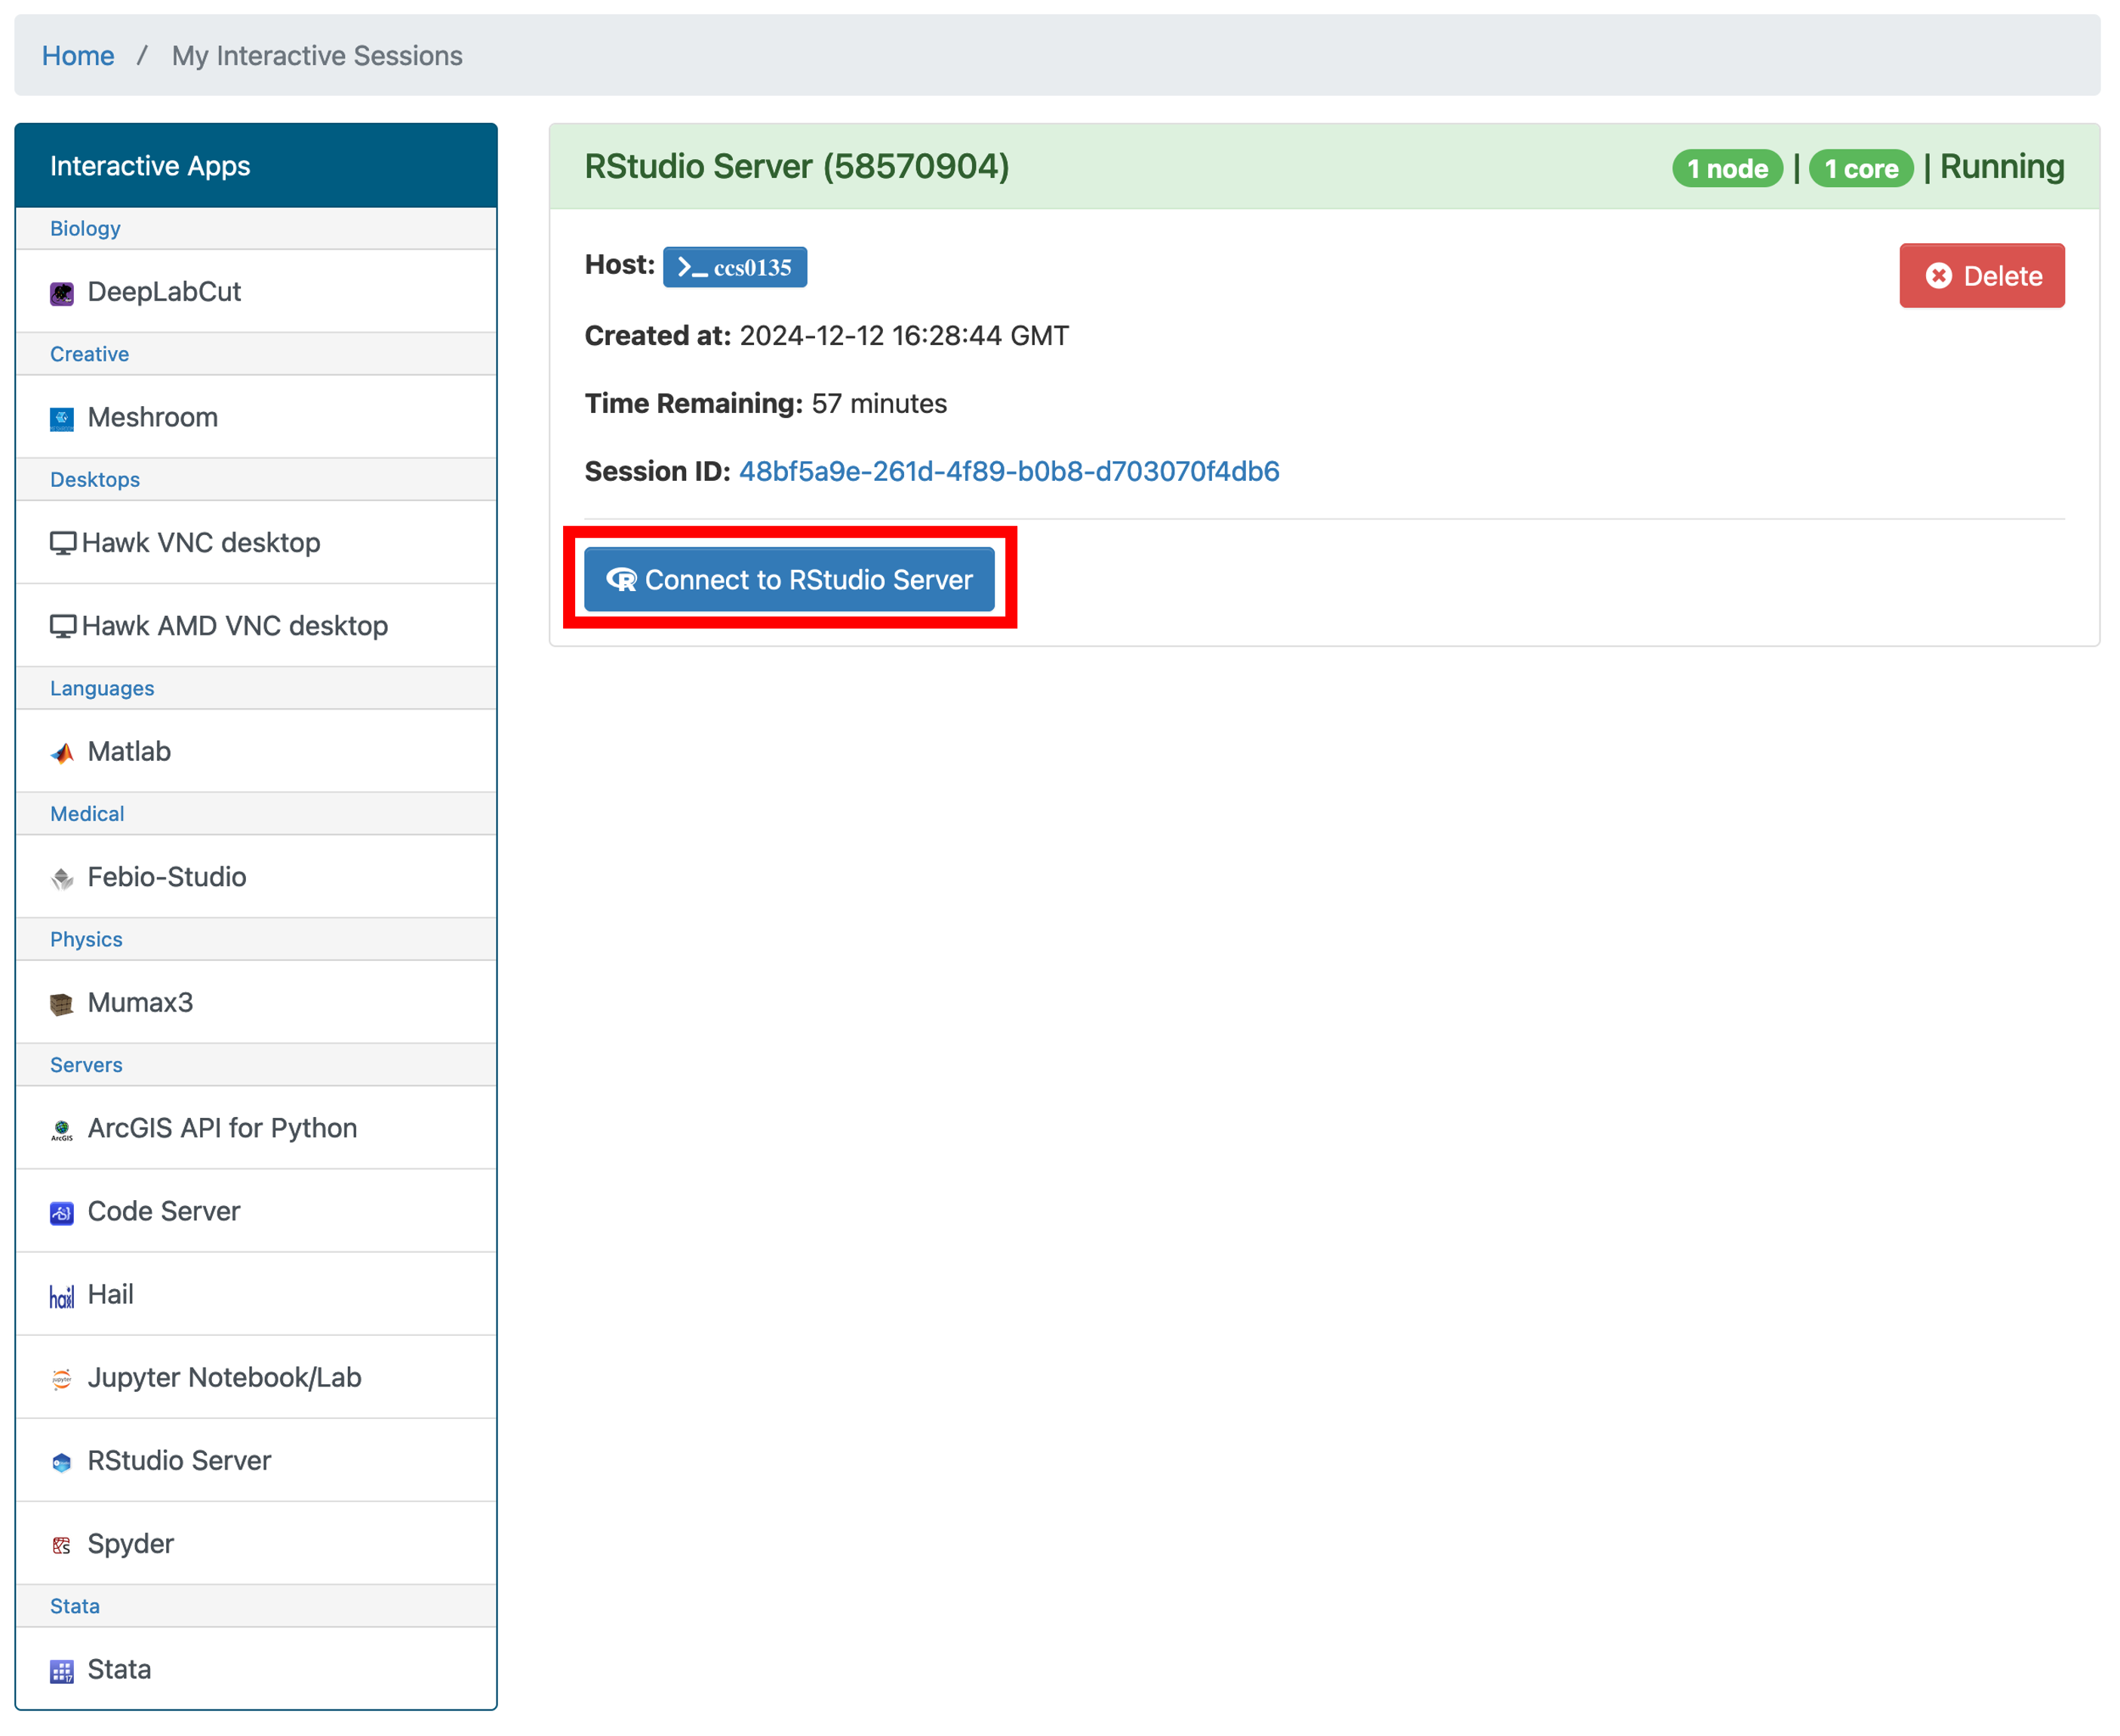 Home / My Interactive Sessions
Interactive Apps
Biology
DeepLabCut
Creative
Meshroom
Desktops
Hawk VNC desktop
Hawk AMD VNC desktop
Languages
Matlab
Medical
Febio-Studio
Physics
Mumax3
Servers
ArcGIS
ArcGIS API for Python
Code Server
hail
Hail
jupyter
Jupyter Notebook/Lab
RStudio Server
Spyder
Stata
17
Stata
RStudio Server (58570904)
1 node | 1 core | Running
Host: >_ ccs0135
Delete
Created at: 2024-12-12 16:28:44 GMT
Time Remaining: 57 minutes
Session ID: 48bf5a9e-261d-4f89-b0b8-d703070f4db6
R Connect to RStudio Server